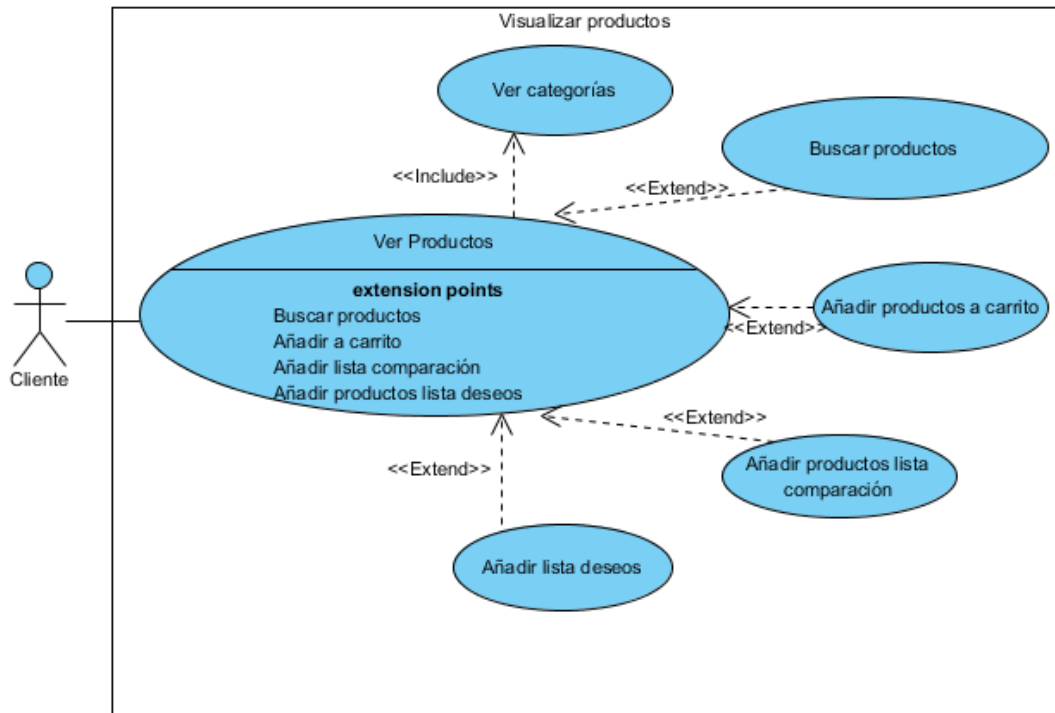 Visualizar productos
Ver categorías
Buscar productos
<<Include>>
<<Extend>>
Ver Productos
extension points
Buscar productos
Añadir a carrito
Añadir lista comparación
Añadir productos lista deseos
Añadir productos a carrito
<<Extend>>
Cliente
<<Extend>>
Añadir productos lista
comparación
<<Extend>>
Añadir lista deseos